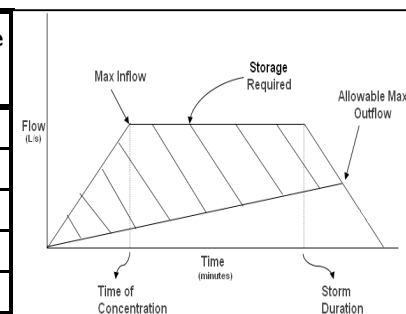 e
Max Inflow
Storage
Required
Allowable Max
Outflow
Flow
(L/s)
Time
(minutes)
Time of
Concentration
Storm
Duration